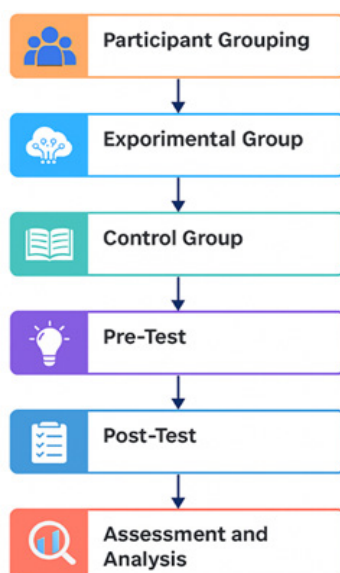 Participant Grouping
Exporimental Group
Control Group
Pre-Test
Post-Test
Assessment and
Analysis